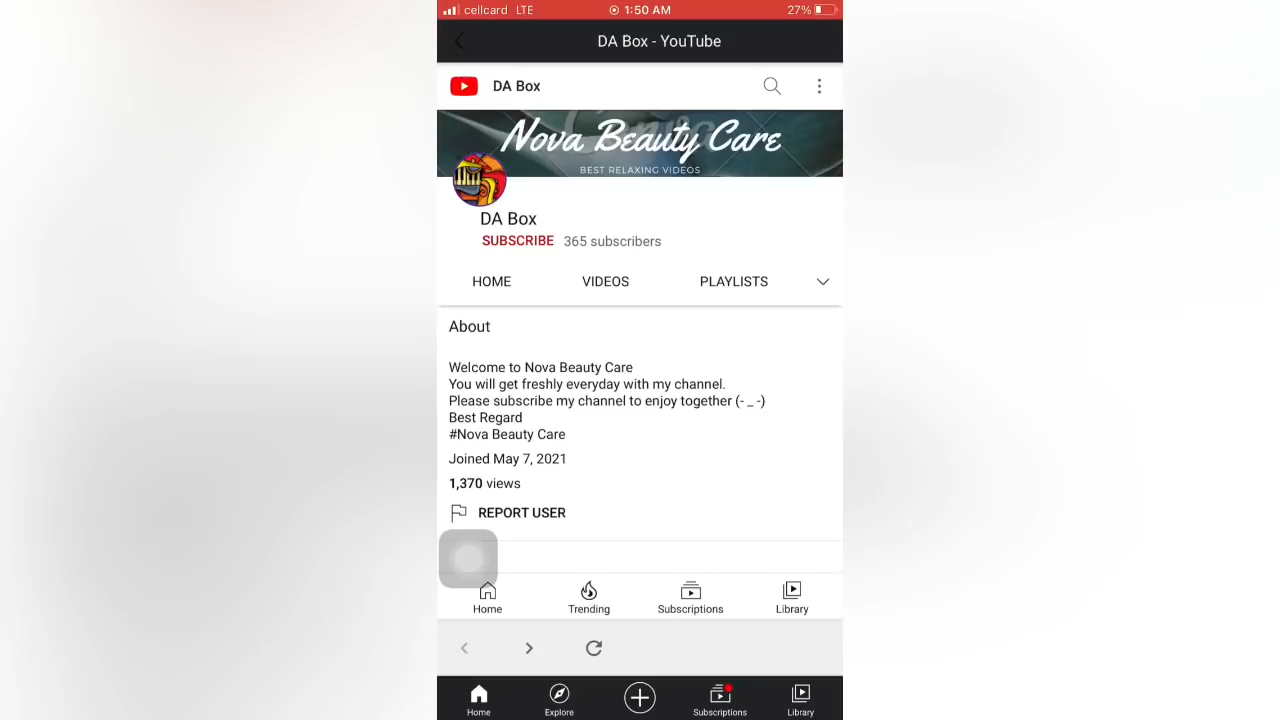 cellcard LTE 1:50 AM 27%
DA Box - YouTube
DA Box
Nova Beauty Care
BEST RELAXING VIDEOS
DA Box
SUBSCRIBE 365 subscribers
HOME VIDEOS PLAYLISTS
About
Welcome to Nova Beauty Care
You will get freshly everyday with my channel.
Please subscribe my channel to enjoy together (- _ -)
Best Regard
#Nova Beauty Care
Joined May 7, 2021
1,370 views
REPORT USER
Home Trending Subscriptions Library
Home Explore Subscriptions Library